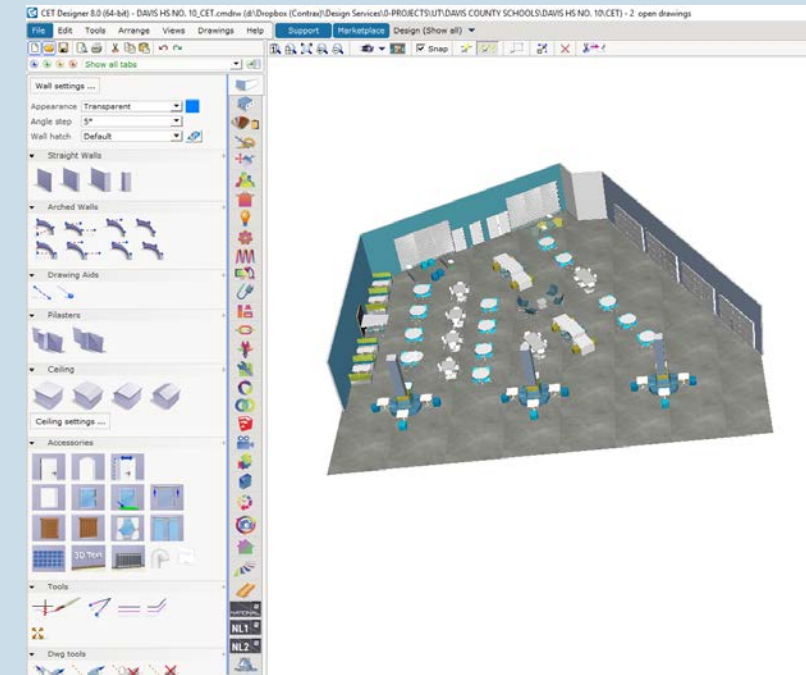 CET Designer 8.0 (64-bit) - DAVIS HS NO. 10_CET.cmdrw (d:\Dropbox (Contrax)\Design Services\0-PROJECTS\UT\DAVIS COUNTY SCHOOLS\DAVIS HS NO. 10\CET) - 2 open drawings
File Edit Tools Arrange Views Drawings Help Support Marketplace Design (Show all)
Snap
Show all tabs
Wall settings ...
Appearance Transparent
Angle step 5°
Wall hatch Default
Straight Walls
Arched Walls
Drawing Aids
Pilasters
Ceiling
Ceiling settings ...
Accessories
3D Text
Tools
NATIONAL
NL1
NL2
Dwg tools